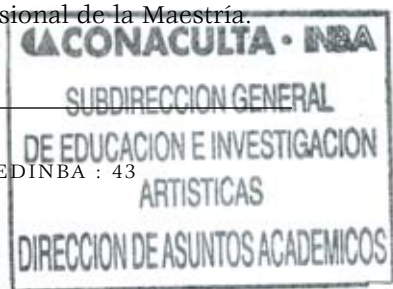 sional de la Maestría.
CONACULTA • INBA
SUBDIRECCION GENERAL
DE EDUCACION E INVESTIGACION
EDINBA : 43
ARTISTICAS
DIRECCION DE ASUNTOS ACADEMICOS